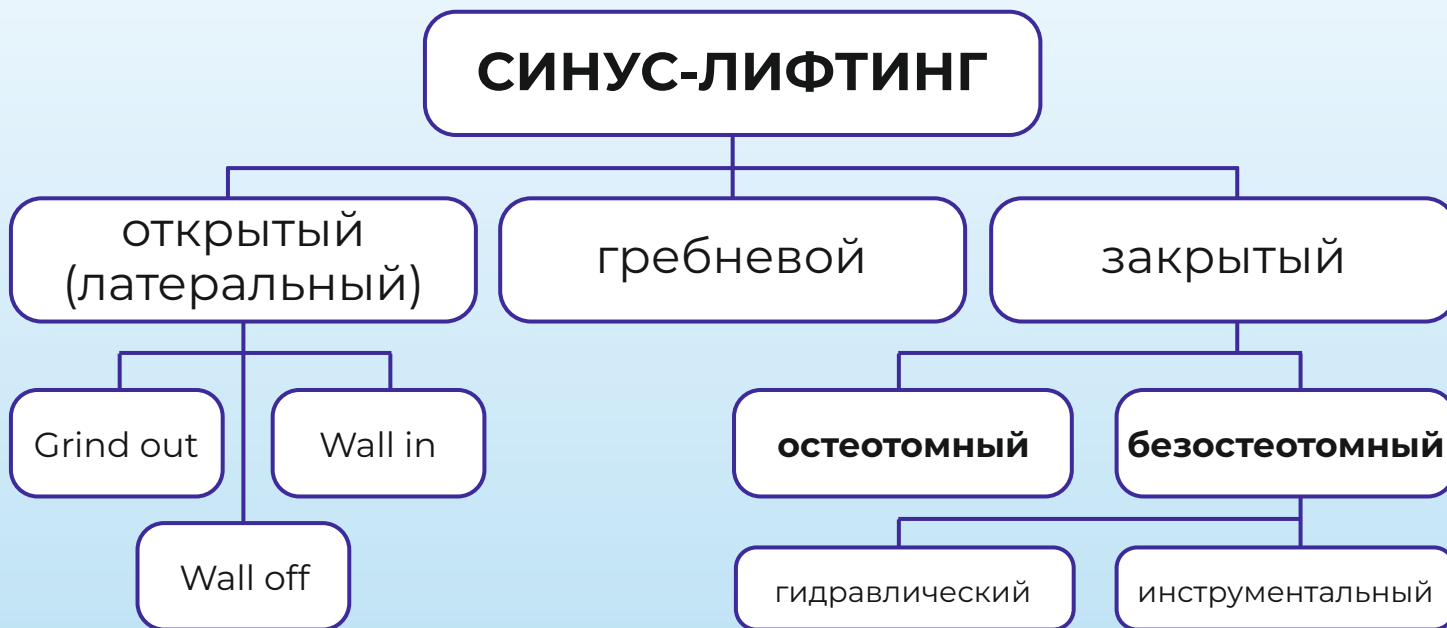 СИНУС-ЛИФТИНГ
открытый
(латеральный)
гребневой
закрытый
Grind out
Wall in
остеотомный
безостеотомный
Wall off
гидравлический
инструментальный